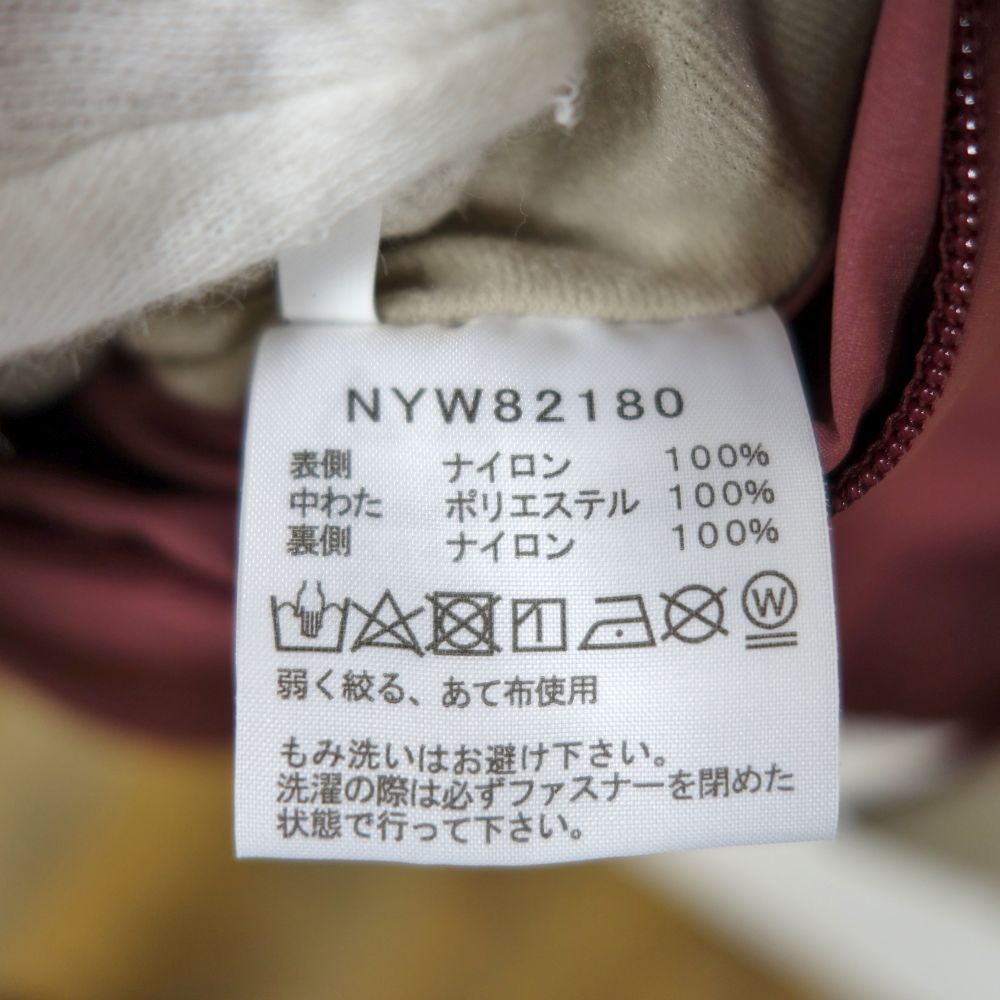 NYW82180
表側 ナイロン 100%
中わた ポリエステル 100%
裏側 ナイロン 100%
W
弱く絞る、あて布使用
もみ洗いはお避け下さい。
洗濯の際は必ずファスナーを閉めた
状態で行って下さい。